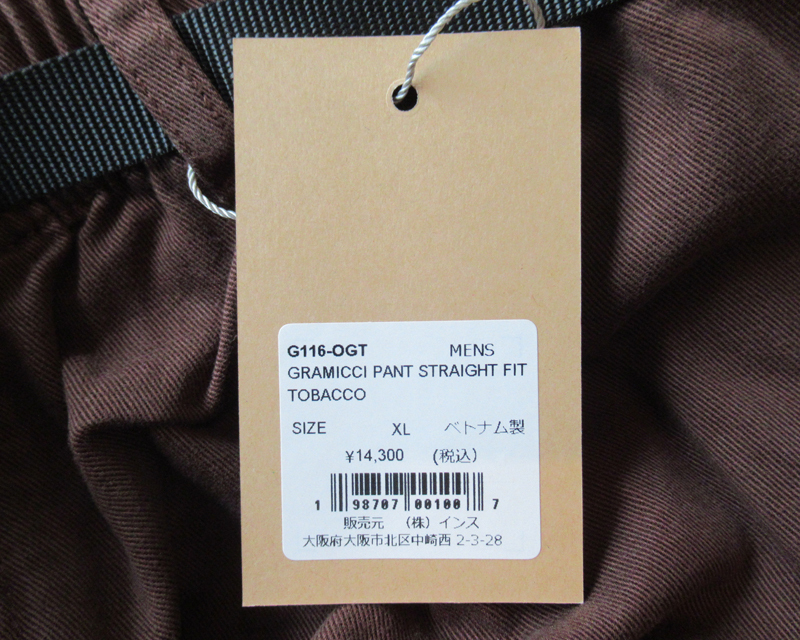 G116-OGT MENS
GRAMICCI PANT STRAIGHT FIT
TOBACCO
SIZE XL ベトナム製
¥14,300 (税込)
1 98707 00100 7
販売元 (株)インス
大阪府大阪市北区中崎西 2-3-28